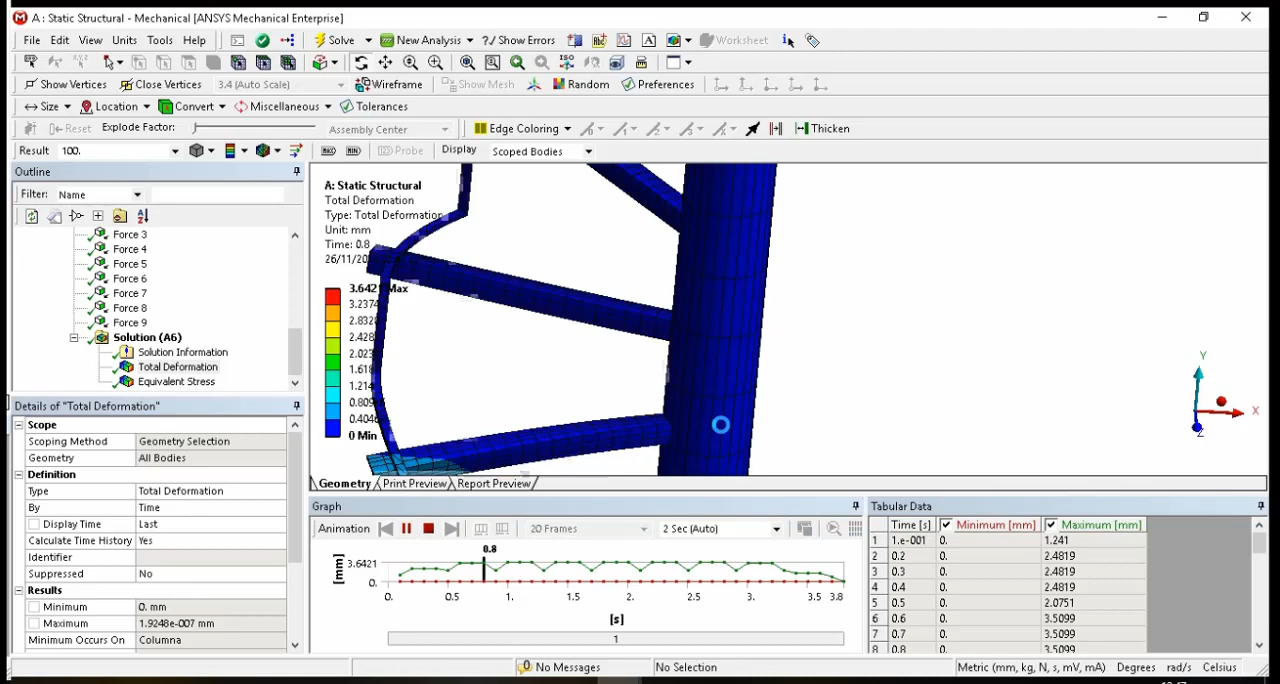 A : Static Structural - Mechanical [ANSYS Mechanical Enterprise]
File Edit View Units Tools Help Solve New Analysis ?/ Show Errors Worksheet
Show Vertices Close Vertices 3.4 (Auto Scale) Wireframe Show Mesh Random Preferences
Size Location Convert Miscellaneous Tolerances
Reset Explode Factor: Assembly Center Edge Coloring Thicken
Result 100. Probe Display Scoped Bodies
Outline
Filter: Name
Force 3
Force 4
Force 5
Force 6
Force 7
Force 8
Force 9
Solution (A6)
Solution Information
Total Deformation
Equivalent Stress
Details of "Total Deformation"
Scope
Scoping Method Geometry Selection
Geometry All Bodies
Definition
Type Total Deformation
By Time
Display Time Last
Calculate Time History Yes
Identifier
Suppressed No
Results
Minimum 0. mm
Maximum 1.9248e-007 mm
Minimum Occurs On Columna
A: Static Structural
Total Deformation
Type: Total Deformation
Unit: mm
Time: 0.8
26/11/20
3.6421 Max
3.2374
2.8332
2.428
2.023
1.618
1.214
0.809
0.404
0 Min
Y
X
Z
Geometry Print Preview Report Preview
Graph
Animation 20 Frames 2 Sec (Auto)
0.8
[mm]
3.6421
0.
0. 0.5 1. 1.5 2. 2.5 3. 3.5 3.8
[s]
1
Tabular Data
Time [s] Minimum [mm] Maximum [mm]
1 1.e-001 0. 1.241
2 0.2 0. 2.4819
3 0.3 0. 2.4819
4 0.4 0. 2.4819
5 0.5 0. 2.0751
6 0.6 0. 3.5099
7 0.7 0. 3.5099
8 0.8 0. 3.5099
0 No Messages No Selection Metric (mm, kg, N, s, mV, mA) Degrees rad/s Celsius